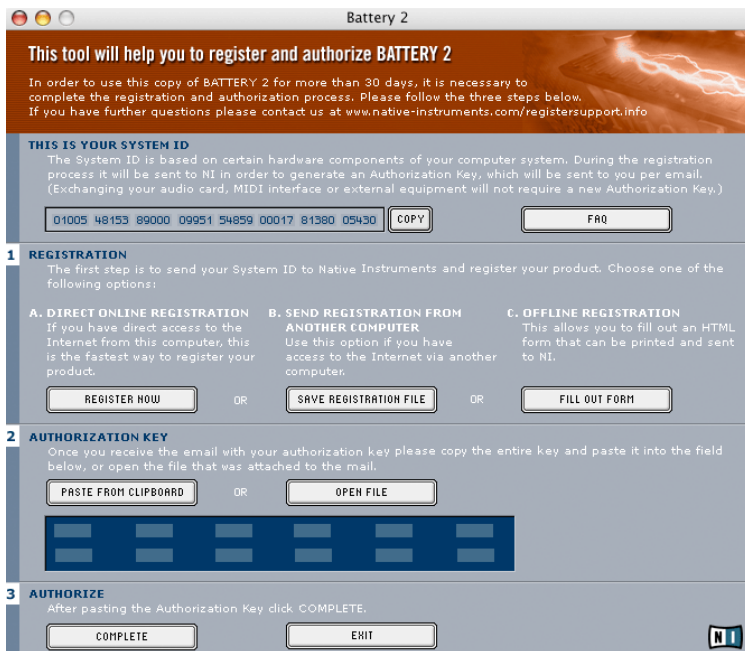 Battery 2
This tool will help you to register and authorize BATTERY 2
In order to use this copy of BATTERY 2 for more than 30 days, it is necessary to
complete the registration and authorization process. Please follow the three steps below.
If you have further questions please contact us at www.native-instruments.com/registersupport.info
THIS IS YOUR SYSTEM ID
The System ID is based on certain hardware components of your computer system. During the registration
process it will be sent to NI in order to generate an Authorization Key, which will be sent to you per email.
(Exchanging your audio card, MIDI interface or external equipment will not require a new Authorization Key.)
01005 48153 89000 09951 54859 00017 81380 05430 COPY FAQ
1 REGISTRATION
The first step is to send your System ID to Native Instruments and register your product. Choose one of the
following options:
A. DIRECT ONLINE REGISTRATION
If you have direct access to the
Internet from this computer, this
is the fastest way to register your
product.
REGISTER NOW
OR
B. SEND REGISTRATION FROM
ANOTHER COMPUTER
Use this option if you have
access to the Internet via another
computer.
SAVE REGISTRATION FILE
OR
C. OFFLINE REGISTRATION
This allows you to fill out an HTML
form that can be printed and sent
to NI.
FILL OUT FORM
2 AUTHORIZATION KEY
Once you receive the email with your authorization key please copy the entire key and paste it into the field
below, or open the file that was attached to the mail.
PASTE FROM CLIPBOARD OR OPEN FILE
3 AUTHORIZE
After pasting the Authorization Key click COMPLETE.
COMPLETE EXIT
NI